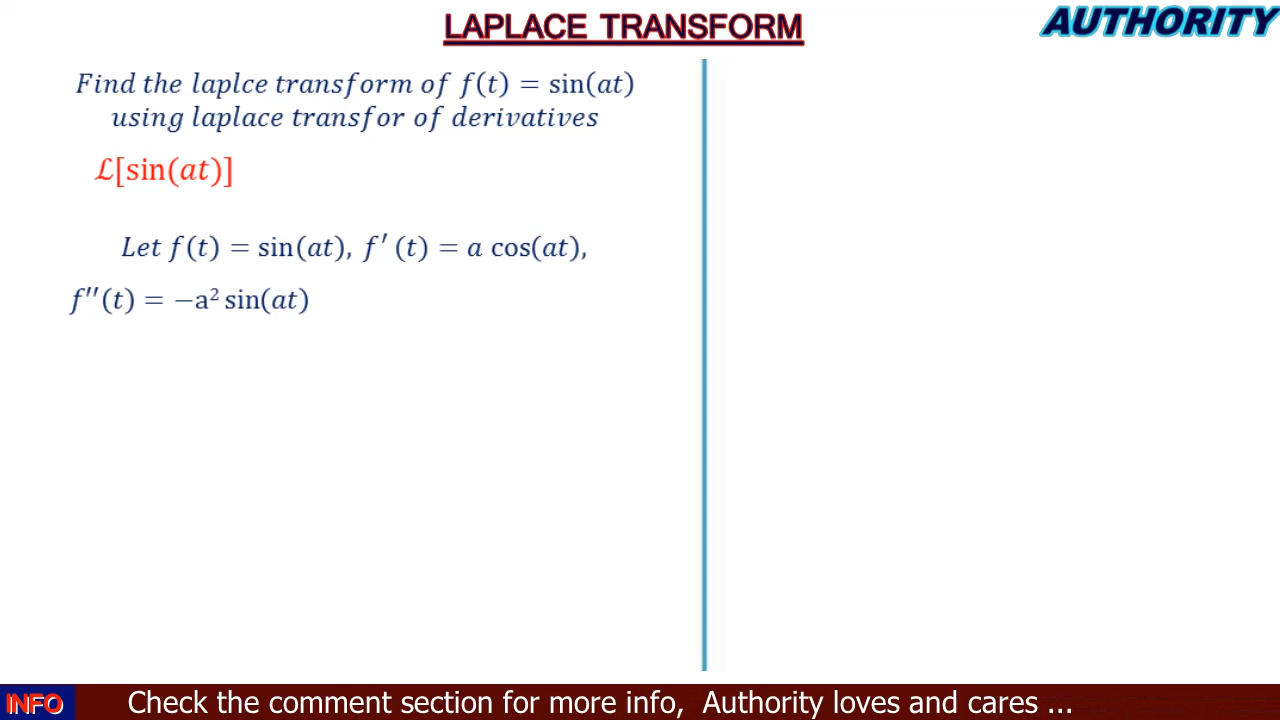 LAPLACE TRANSFORM
AUTHORITY
Find the laplce transform of f(t) = sin(at)
using laplace transfor of derivatives
ℒ[sin(at)]
Let f(t) = sin(at), f′(t) = a cos(at),
f′′(t) = −a² sin(at)
INFO Check the comment section for more info, Authority loves and cares ...